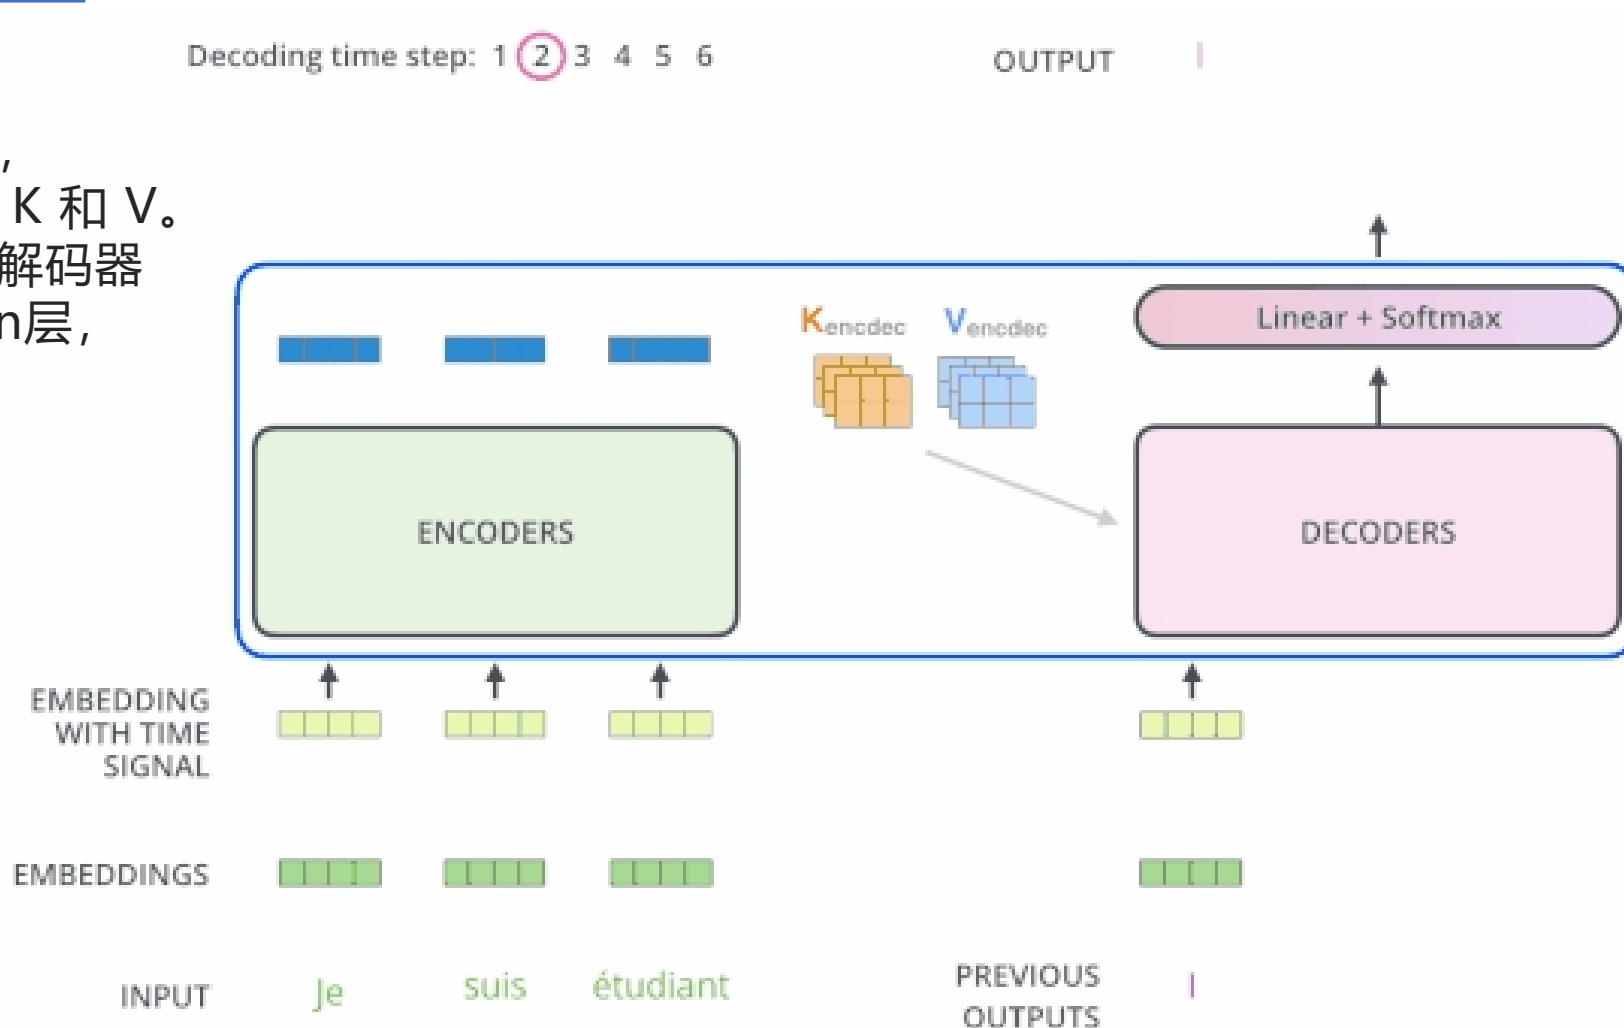 Decoding time step: 1 2 3 4 5 6
OUTPUT I
，
K 和 V。
解码器
n层，
Kencdec Vencdec
Linear + Softmax
ENCODERS
DECODERS
EMBEDDING
WITH TIME
SIGNAL
EMBEDDINGS
INPUT Je suis étudiant
PREVIOUS
OUTPUTS
I